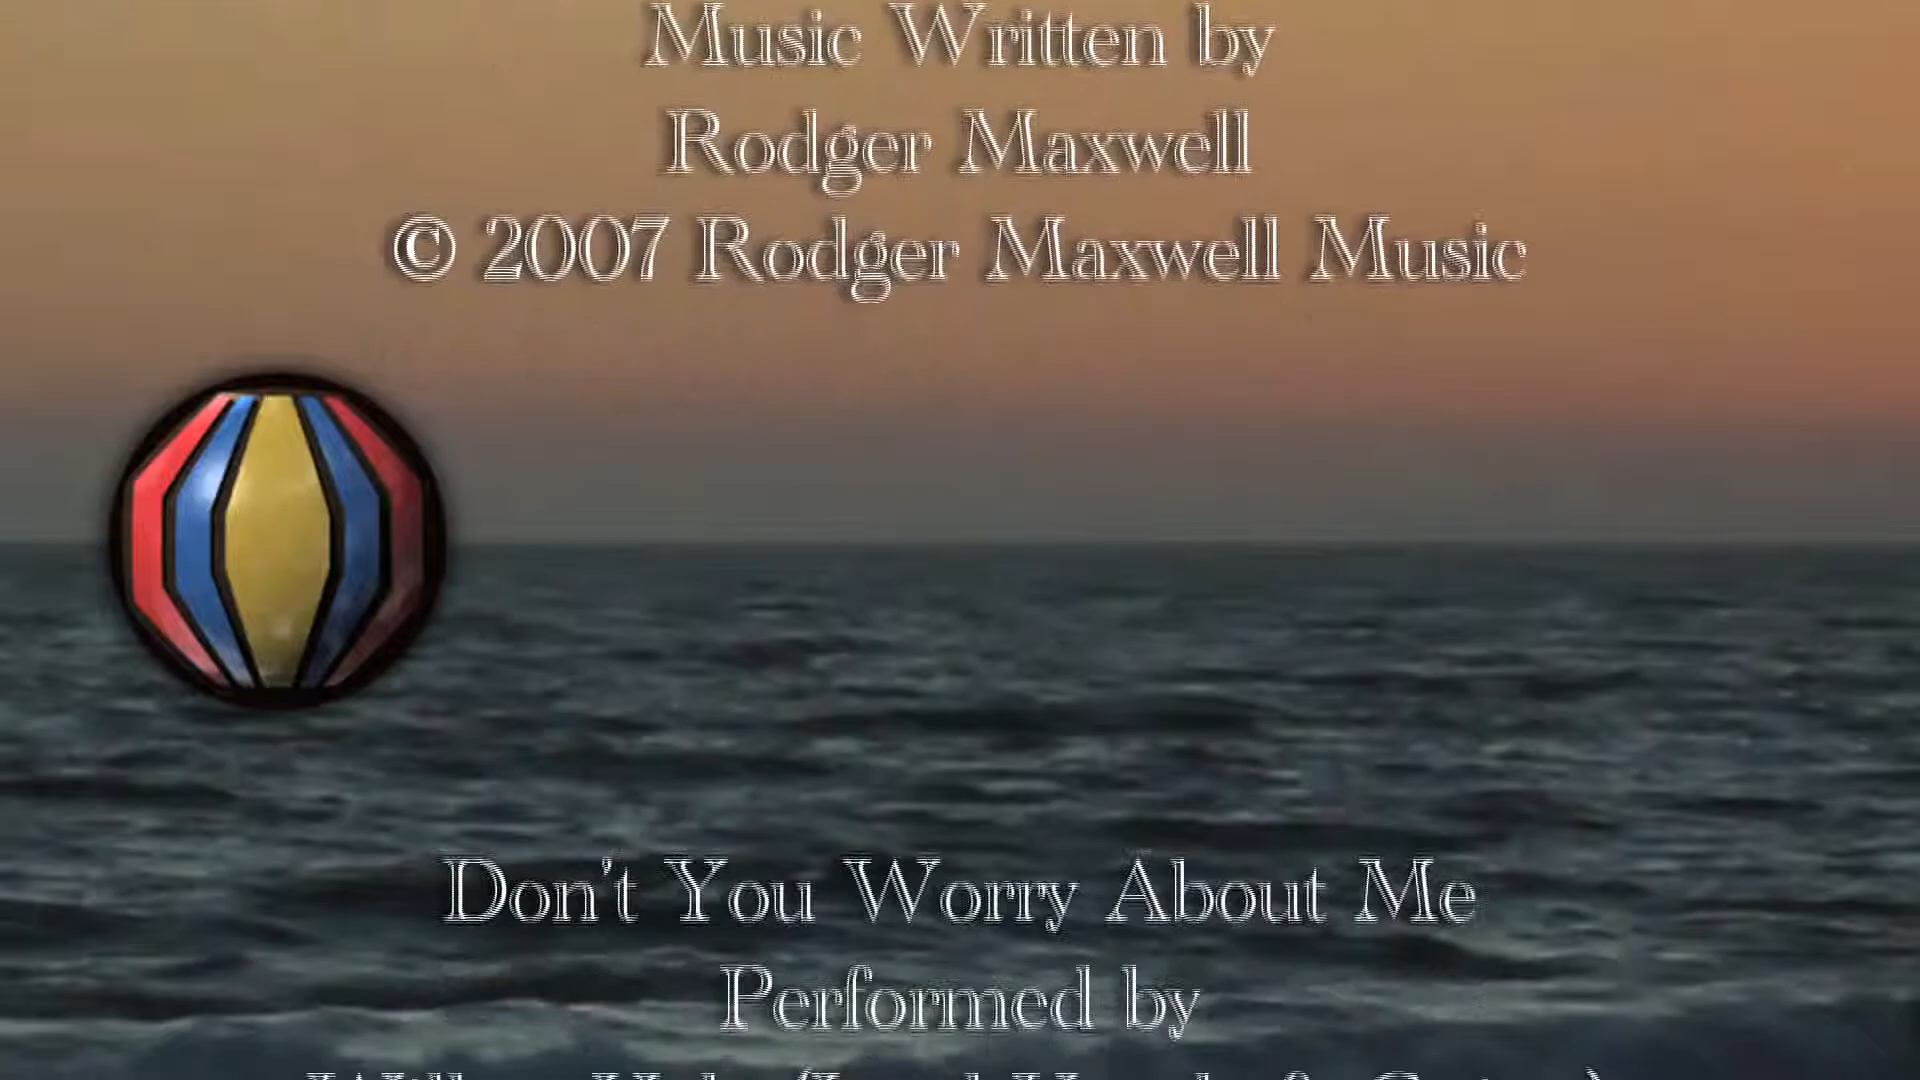 Music Written by
Rodger Maxwell
© 2007 Rodger Maxwell Music
Don't You Worry About Me
Performed by